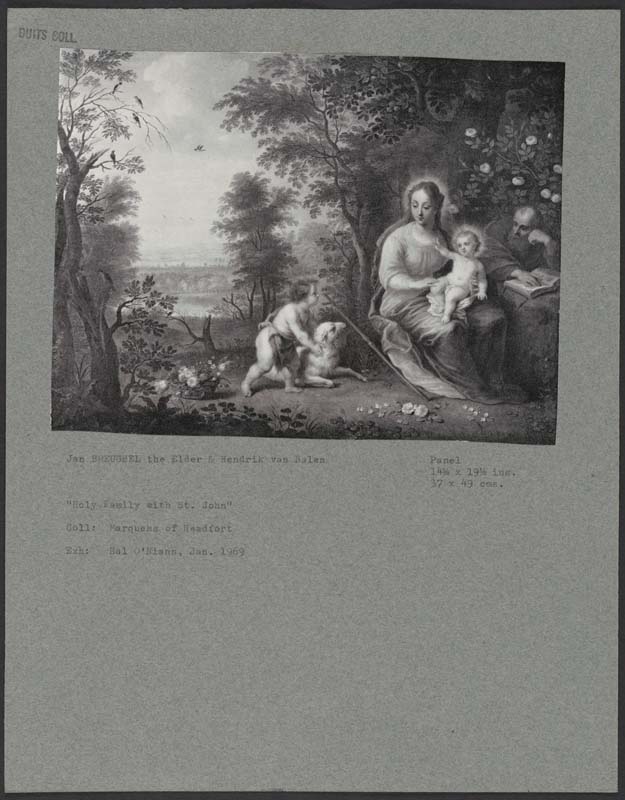 DUITS COLL.
Jan BREUGHEL the Elder & Hendrik van Balen
Panel
14½ x 19¼ ins.
37 x 49 cms.
"Holy Family with St. John"
Coll: Marquess of Headfort
Exh: Hal O'Nians, Jan. 1969